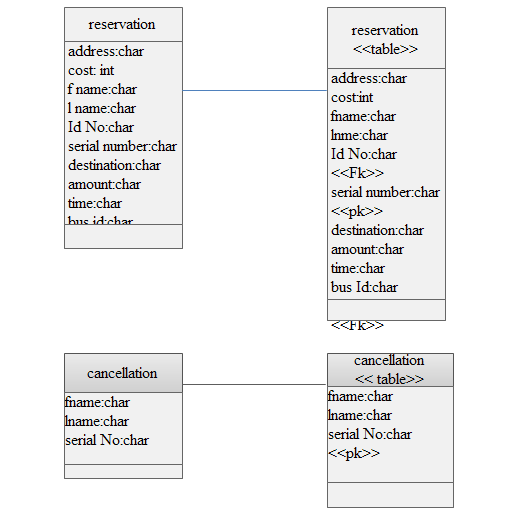 reservation
address:char
cost: int
f name:char
l name:char
Id No:char
serial number:char
destination:char
amount:char
time:char
bus id:char
reservation
<<table>>
address:char
cost:int
fname:char
lnme:char
Id No:char
<<Fk>>
serial number:char
<<pk>>
destination:char
amount:char
time:char
bus Id:char
<<Fk>>
cancellation
fname:char
lname:char
serial No:char
cancellation
<< table>>
fname:char
lname:char
serial No:char
<<pk>>